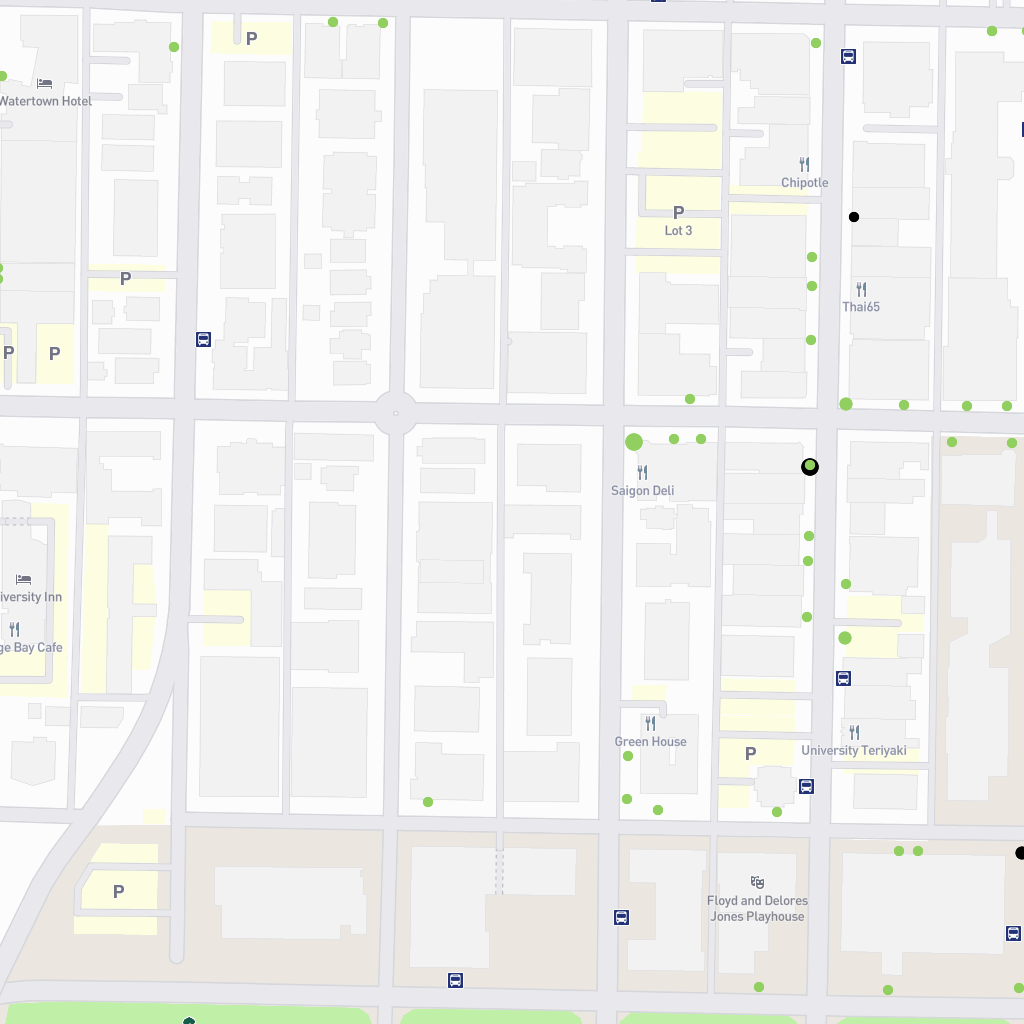 P
Watertown Hotel
Chipotle
P
Lot 3
P
Thai65
P
P
Saigon Deli
iversity Inn
ge Bay Cafe
Green House
University Teriyaki
P
P
Floyd and Delores
Jones Playhouse